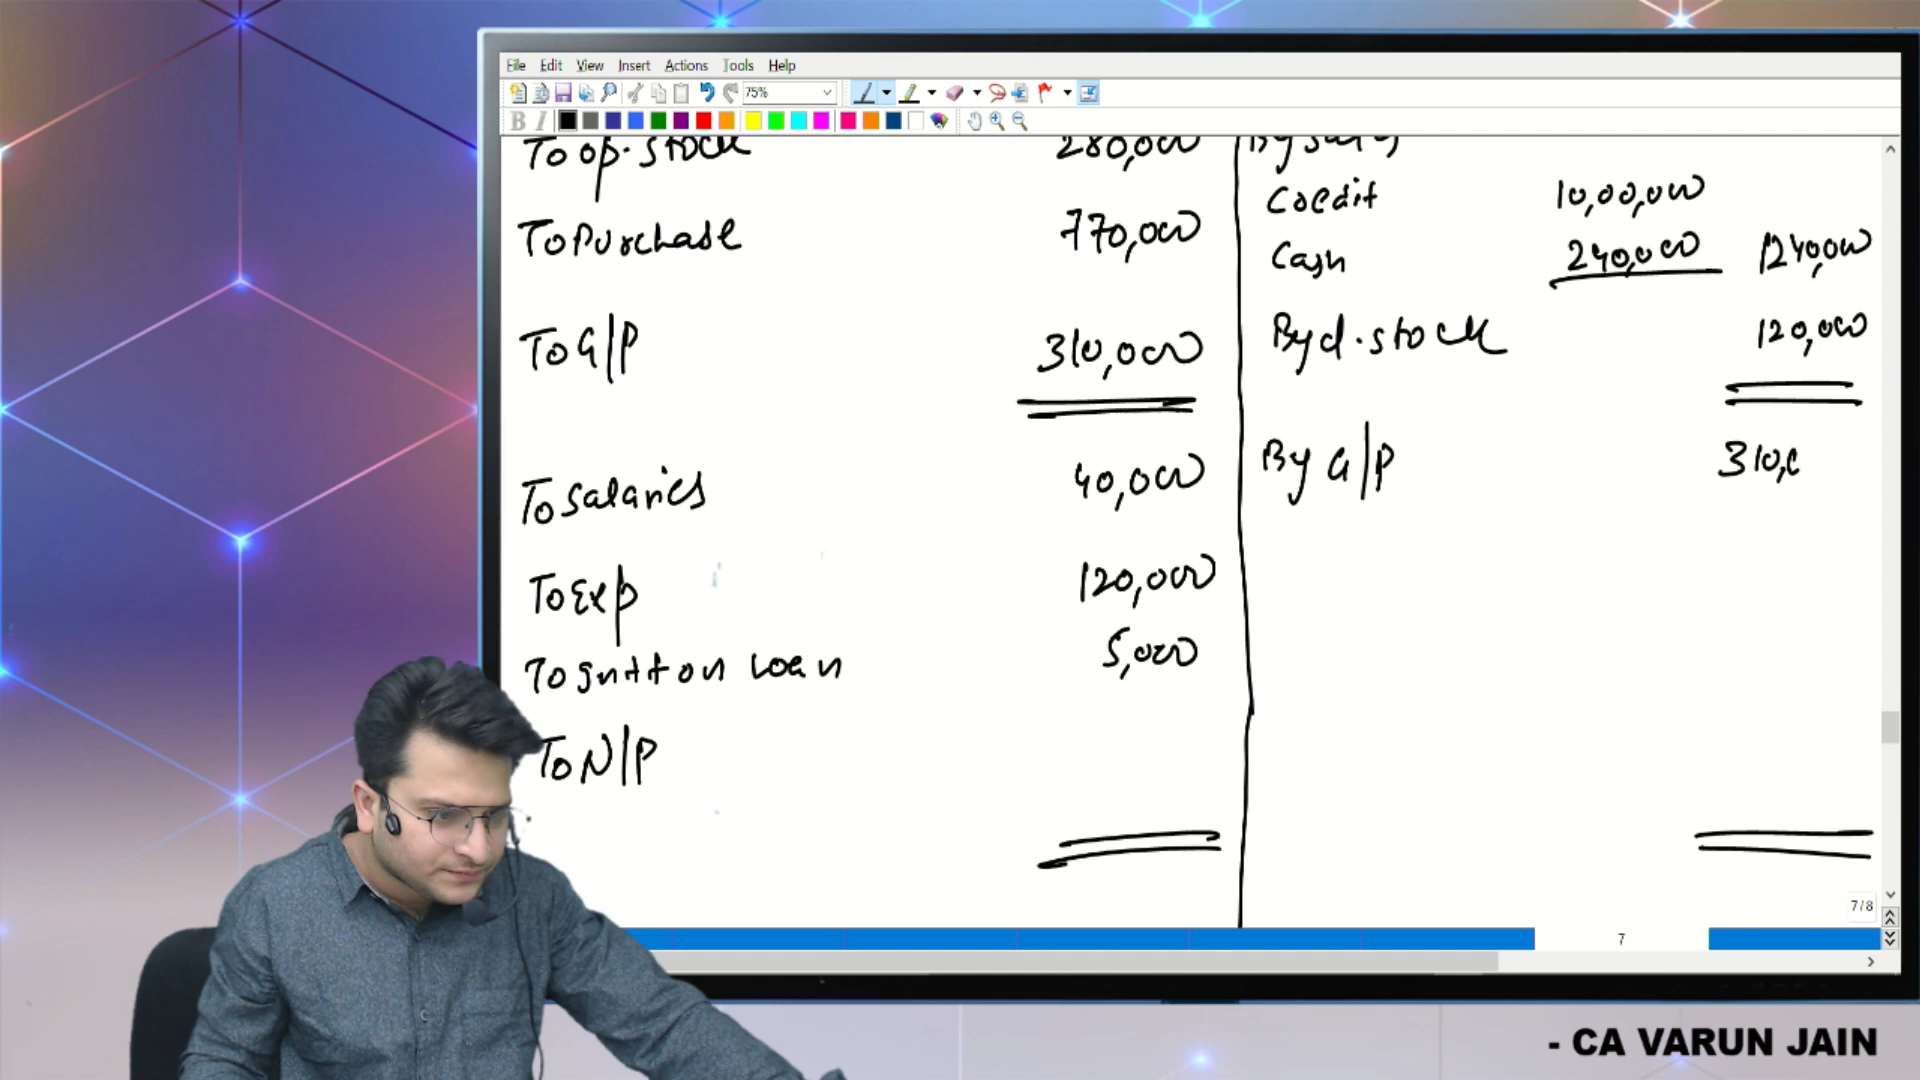 File Edit View Insert Actions Tools Help
75%
B I
To op. stock 280,000
To Purchase 770,000
To G/P 310,000
To salaries 40,000
To Exp 120,000
To Intt on loan 5,000
To N/P
By sales
Credit 10,00,000
Cash 240,000 1240,000
By cl. stock 120,000
By G/P 310,0
7/8
7
- CA VARUN JAIN